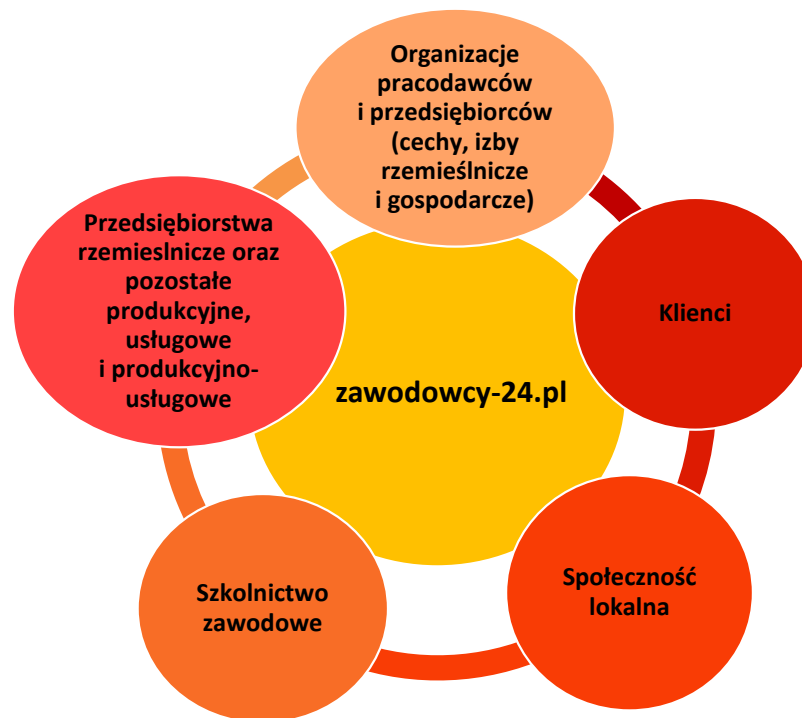 Organizacje
pracodawców
i przedsiębiorców
(cechy, izby
rzemieślnicze
i gospodarcze)
Klienci
Społeczność
lokalna
Szkolnictwo
zawodowe
Przedsiębiorstwa
rzemieslnicze oraz
pozostałe
produkcyjne,
usługowe
i produkcyjno-
usługowe
zawodowcy-24.pl